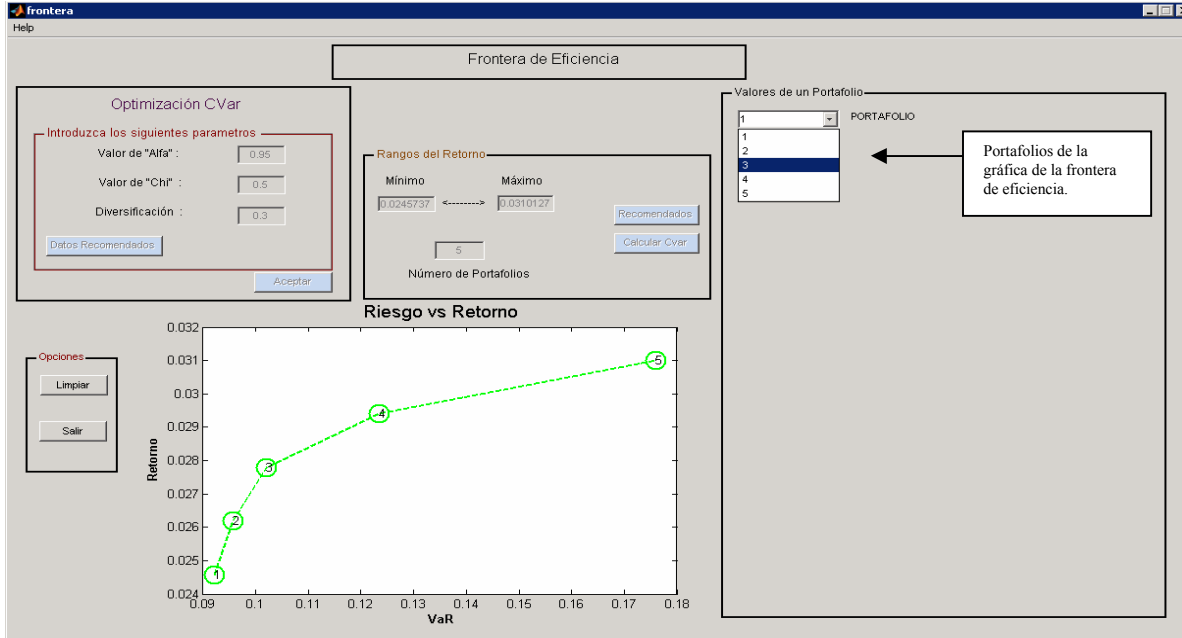 frontera
Help
Frontera de Eficiencia
Optimización CVar
Introduzca los siguientes parametros
Valor de "Alfa" : 0.95
Valor de "Chi" : 0.5
Diversificación : 0.3
Datos Recomendados
Aceptar
Rangos del Retorno
Mínimo Máximo
0.0245737 <--------> 0.0310127
Recomendados
5
Calcular Cvar
Número de Portafolios
Valores de un Portafolio
1 PORTAFOLIO
1
2
3
4
5
Portafolios de la
gráfica de la frontera
de eficiencia.
Opciones
Limpiar
Salir
Riesgo vs Retorno
0.032
0.031
0.03
0.029
0.028
0.027
0.026
0.025
0.024
Retorno
1
2
3
4
5
0.09 0.1 0.11 0.12 0.13 0.14 0.15 0.16 0.17 0.18
VaR